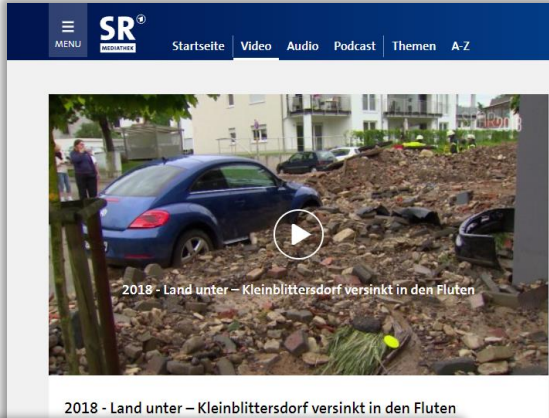 MENU
SR
MEDIATHEK
Startseite Video Audio Podcast Themen A-Z
2018 - Land unter – Kleinblittersdorf versinkt in den Fluten
2018 - Land unter – Kleinblittersdorf versinkt in den Fluten